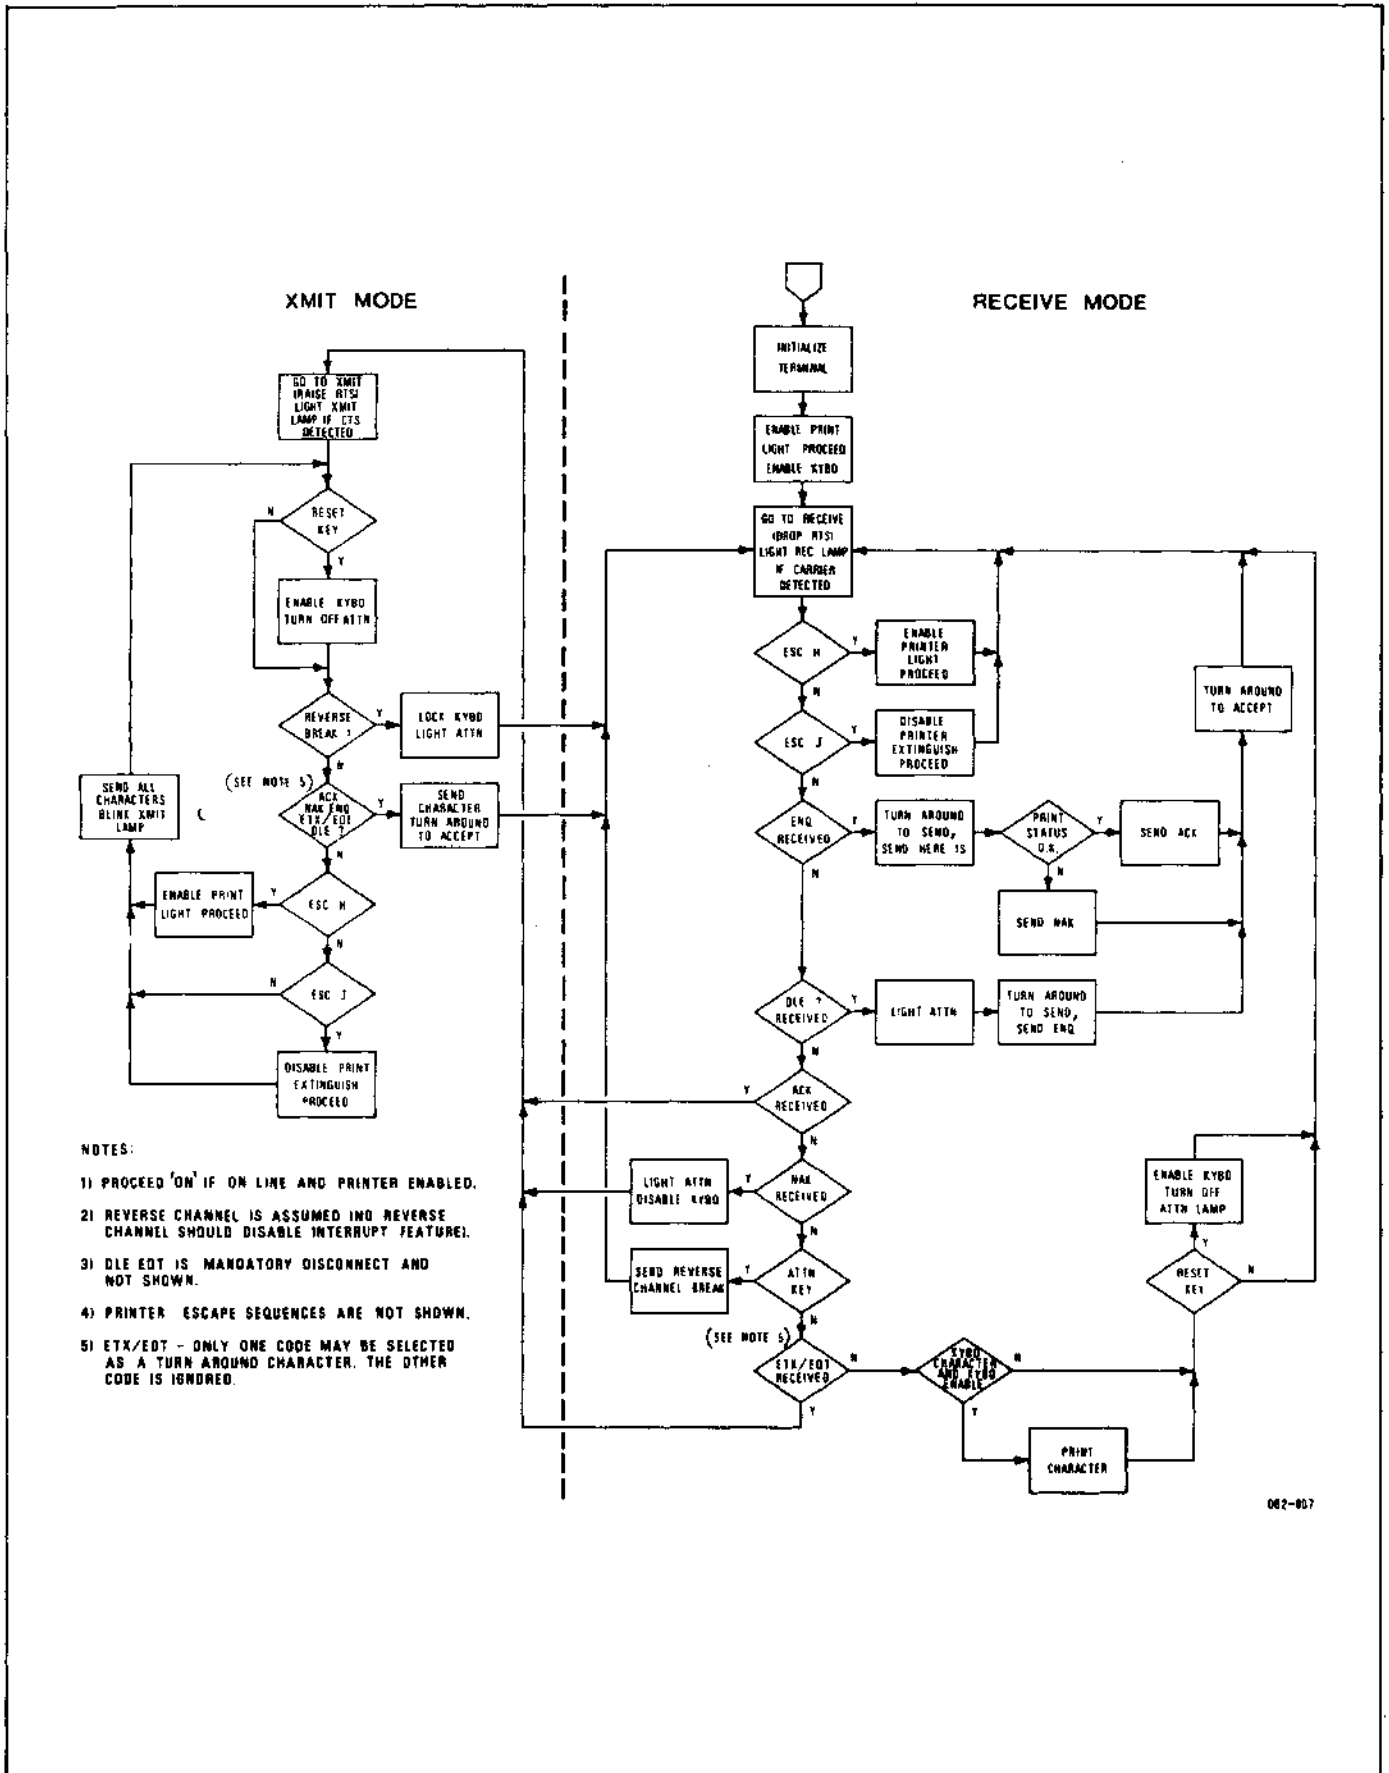 XMIT MODE
RECEIVE MODE
GO TO XMIT
(RAISE RTS)
LIGHT XMIT
LAMP IF CTS
DETECTED
RESET
KEY
N
Y
ENABLE KYBD
TURN OFF ATTN
REVERSE
BREAK ?
Y
N
LOCK KYBD
LIGHT ATTN
(SEE NOTE 5)
ACK
NAK ENQ
ETX/EOT
DLE ?
Y
N
SEND
CHARACTER
TURN AROUND
TO ACCEPT
SEND ALL
CHARACTERS
BLINK XMIT
LAMP
ESC H
Y
N
ENABLE PRINT
LIGHT PROCEED
ESC J
N
Y
DISABLE PRINT
EXTINGUISH
PROCEED
INITIALIZE
TERMINAL
ENABLE PRINT
LIGHT PROCEED
ENABLE KYBD
GO TO RECEIVE
(DROP RTS)
LIGHT REC LAMP
IF CARRIER
DETECTED
ESC H
Y
N
ENABLE
PRINTER
LIGHT
PROCEED
ESC J
Y
N
DISABLE
PRINTER
EXTINGUISH
PROCEED
ENQ
RECEIVED
Y
N
TURN AROUND
TO SEND,
SEND HERE IS
PRINT
STATUS
O.K.
Y
N
SEND ACK
SEND NAK
TURN AROUND
TO ACCEPT
DLE ?
RECEIVED
Y
N
LIGHT ATTN
TURN AROUND
TO SEND,
SEND ENQ
ACK
RECEIVED
Y
N
NAK
RECEIVED
Y
N
LIGHT ATTN
DISABLE KYBD
ATTN
KEY
Y
N
SEND REVERSE
CHANNEL BREAK
(SEE NOTE 5)
ETX/EOT
RECEIVED
N
Y
KYBD
CHARACTER
AND KYBD
ENABLE
N
Y
PRINT
CHARACTER
RESET
KEY
Y
N
ENABLE KYBD
TURN OFF
ATTN LAMP
NOTES:
1) PROCEED 'ON' IF ON LINE AND PRINTER ENABLED.
2) REVERSE CHANNEL IS ASSUMED (NO REVERSE
CHANNEL SHOULD DISABLE INTERRUPT FEATURE).
3) DLE EOT IS MANDATORY DISCONNECT AND
NOT SHOWN.
4) PRINTER ESCAPE SEQUENCES ARE NOT SHOWN.
5) ETX/EOT - ONLY ONE CODE MAY BE SELECTED
AS A TURN AROUND CHARACTER. THE OTHER
CODE IS IGNORED.
082-007